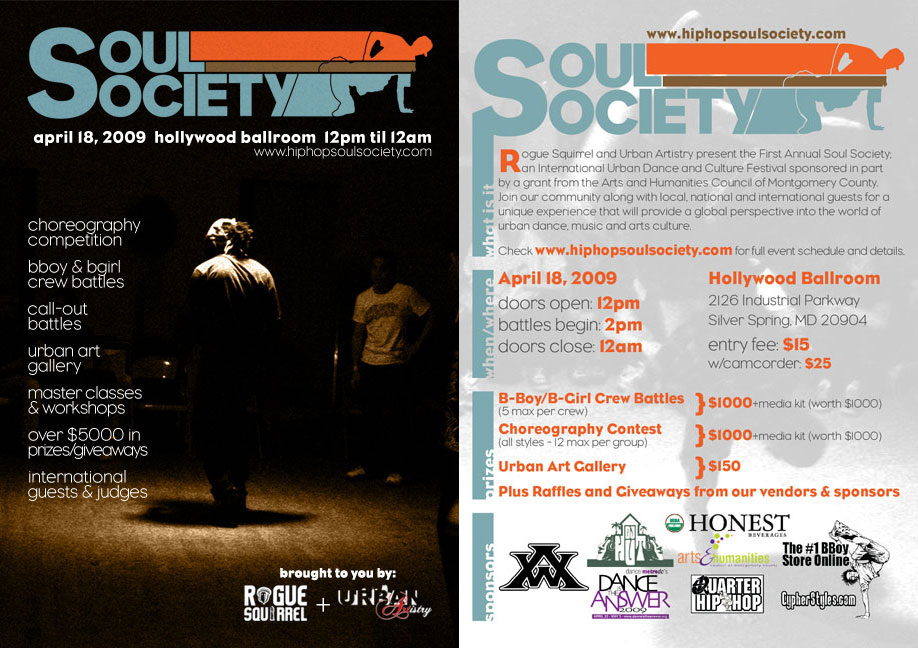 SOUL
SOCIETY
april 18, 2009 hollywood ballroom 12pm til 12am
www.hiphopsoulsociety.com
choreography
competition
bboy & bgirl
crew battles
call-out
battles
urban art
gallery
master classes
& workshops
over $5000 in
prizes/giveaways
international
guests & judges
brought to you by:
ROGUE
SQUIRREL
+
URBAN
Artistry
www.hiphopsoulsociety.com
SOUL
SOCIETY
what is it
Rogue Squirrel and Urban Artistry present the First Annual Soul Society;
an International Urban Dance and Culture Festival sponsored in part
by a grant from the Arts and Humanities Council of Montgomery County.
Join our community along with local, national and international guests for a
unique experience that will provide a global perspective into the world of
urban dance, music and arts culture.
Check www.hiphopsoulsociety.com for full event schedule and details.
when/where
April 18, 2009
doors open: 12pm
battles begin: 2pm
doors close: 12am
Hollywood Ballroom
2126 Industrial Parkway
Silver Spring, MD 20904
entry fee: $15
w/camcorder: $25
prizes
B-Boy/B-Girl Crew Battles
(5 max per crew)
} $1000+media kit (worth $1000)
Choreography Contest
(all styles - 12 max per group)
} $1000+media kit (worth $1000)
Urban Art Gallery
} $150
Plus Raffles and Giveaways from our vendors & sponsors
sponsors
USDA
HONEST
BEVERAGES
arts & humanities
The #1 BBoy
Store Online
CypherStyles.com
dance metrodc's
DANCE
THE
ANSWER
2009
QUARTER
HIP HOP